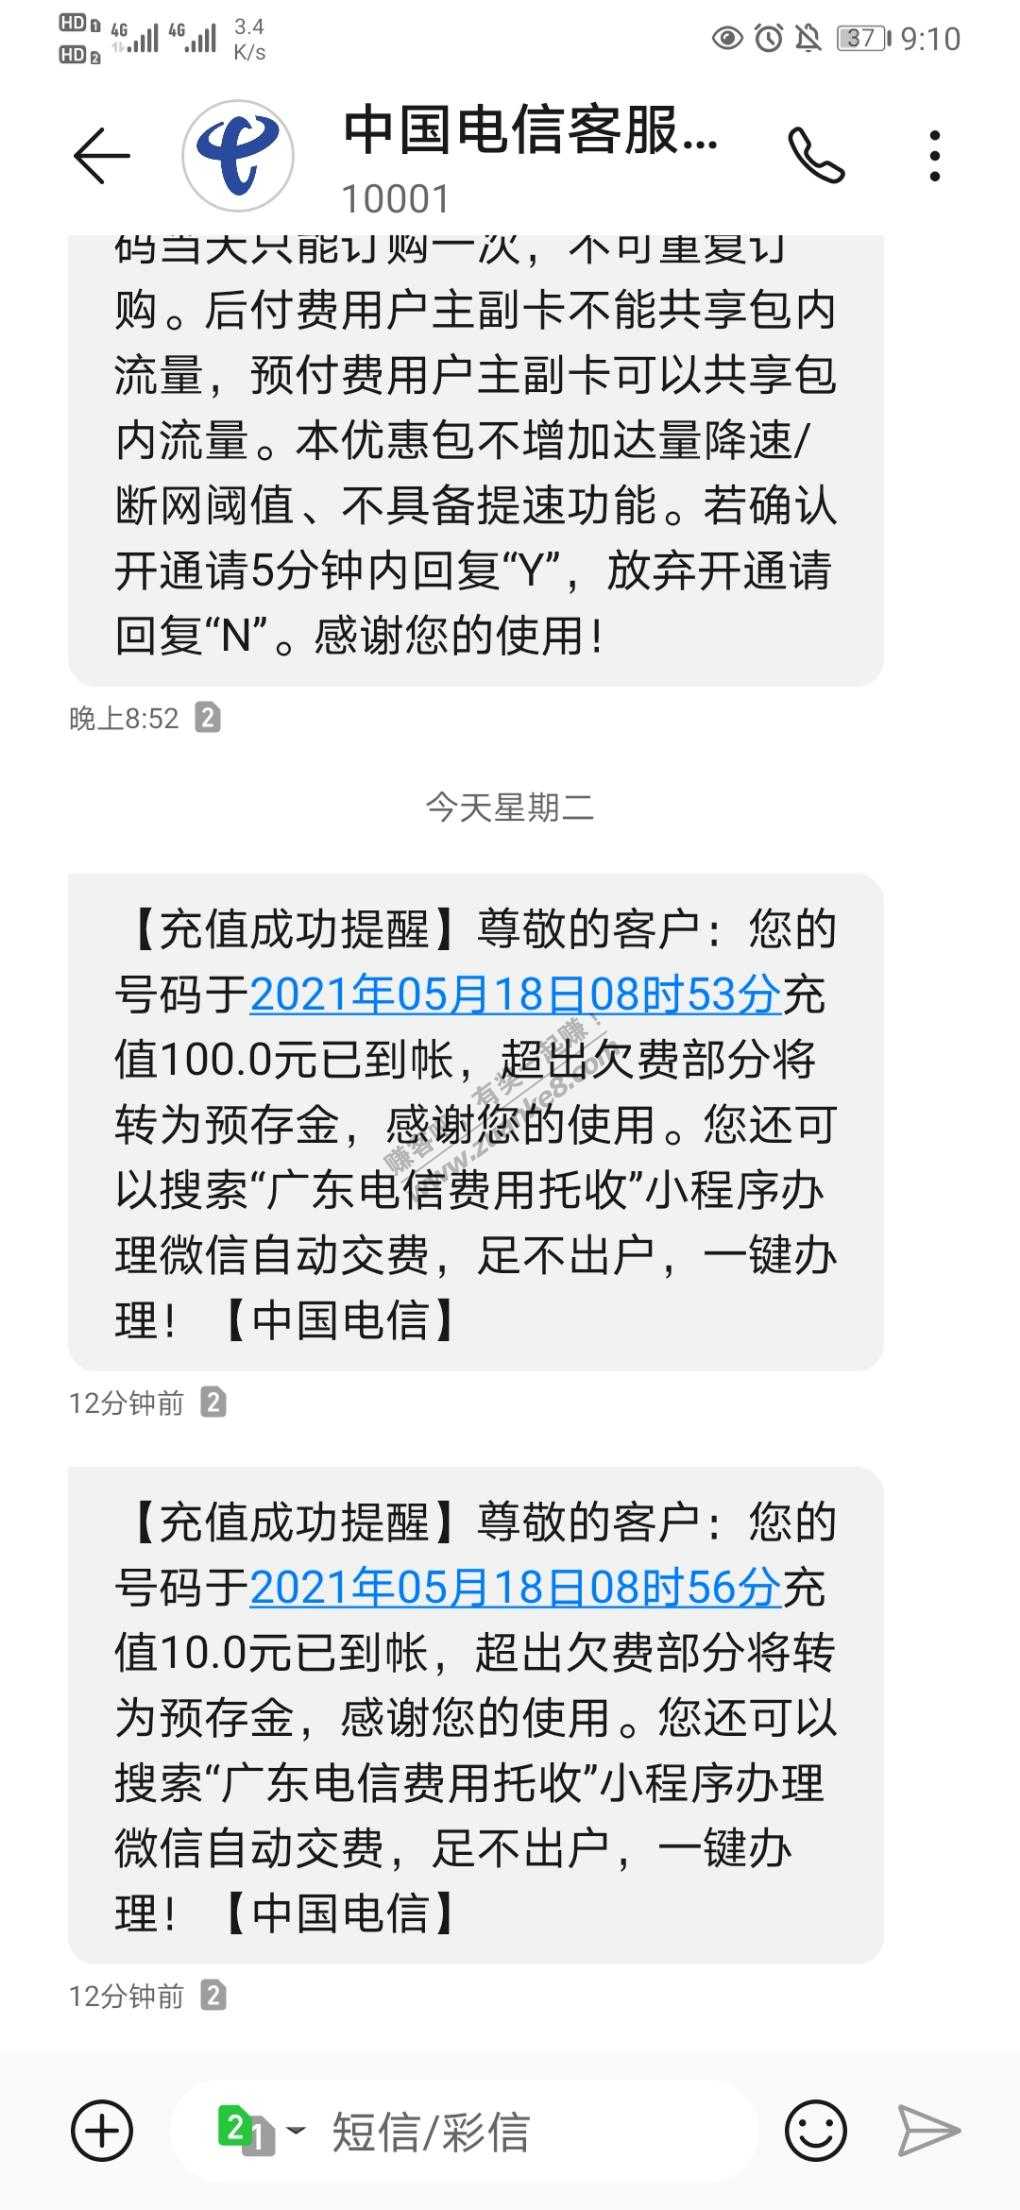 HD 1 4G 4G 3.4
HD 2 K/s
37 9:10
中国电信客服...
10001
码当天只能订购一次，不可重复订
购。后付费用户主副卡不能共享包内
流量，预付费用户主副卡可以共享包
内流量。本优惠包不增加达量降速/
断网阈值、不具备提速功能。若确认
开通请5分钟内回复“Y”，放弃开通请
回复“N”。感谢您的使用！
晚上8:52 2
今天星期二
【充值成功提醒】尊敬的客户：您的
号码于2021年05月18日08时53分充
值100.0元已到帐，超出欠费部分将
转为预存金，感谢您的使用。您还可
以搜索“广东电信费用托收”小程序办
理微信自动交费，足不出户，一键办
理！【中国电信】
赚客吧，有奖一起赚！
www.zuanke8.com
12分钟前 2
【充值成功提醒】尊敬的客户：您的
号码于2021年05月18日08时56分充
值10.0元已到帐，超出欠费部分将转
为预存金，感谢您的使用。您还可以
搜索“广东电信费用托收”小程序办理
微信自动交费，足不出户，一键办
理！【中国电信】
12分钟前 2
2 1 短信/彩信